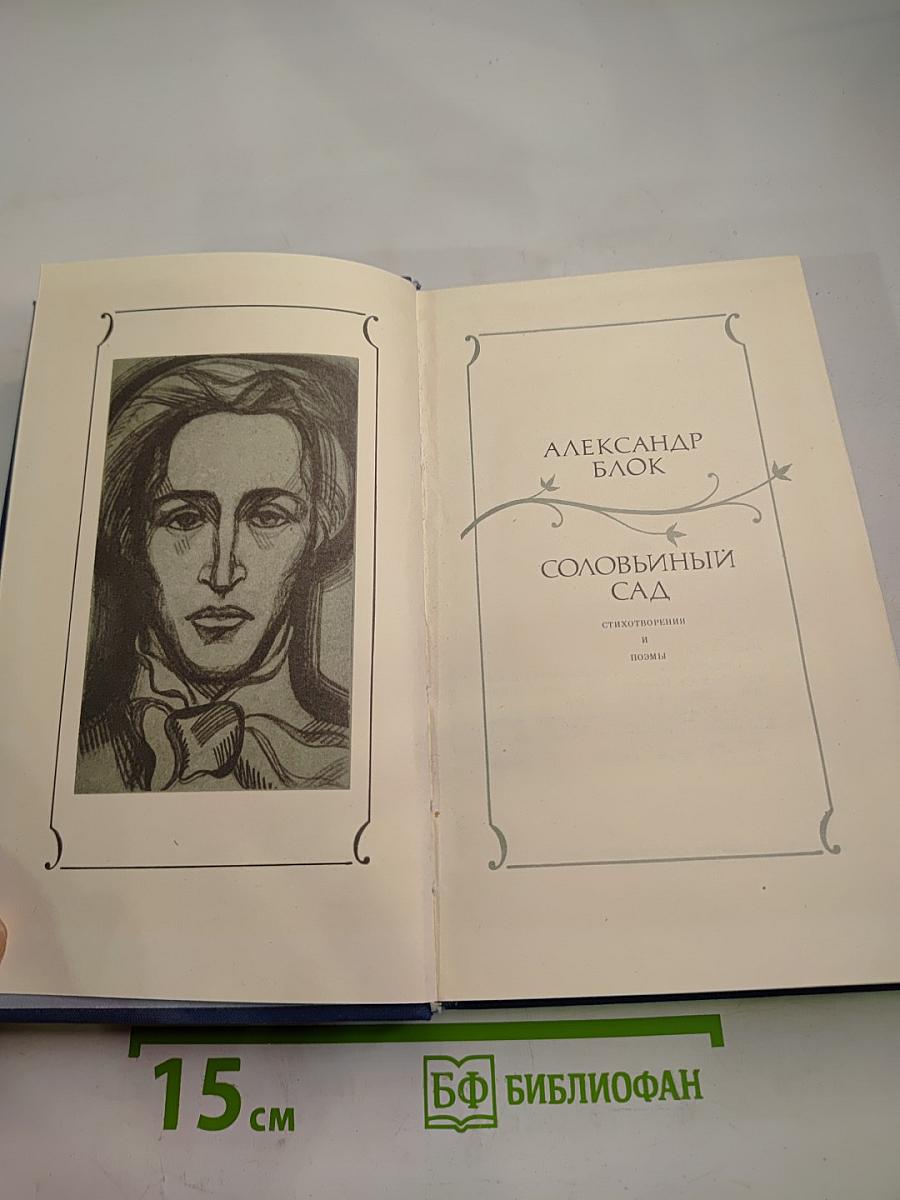 АЛЕКСАНДР
БЛОК
СОЛОВЬИНЫЙ
САД
СТИХОТВОРЕНИЯ
И
ПОЭМЫ
15 см
БФ БИБЛИОФАН